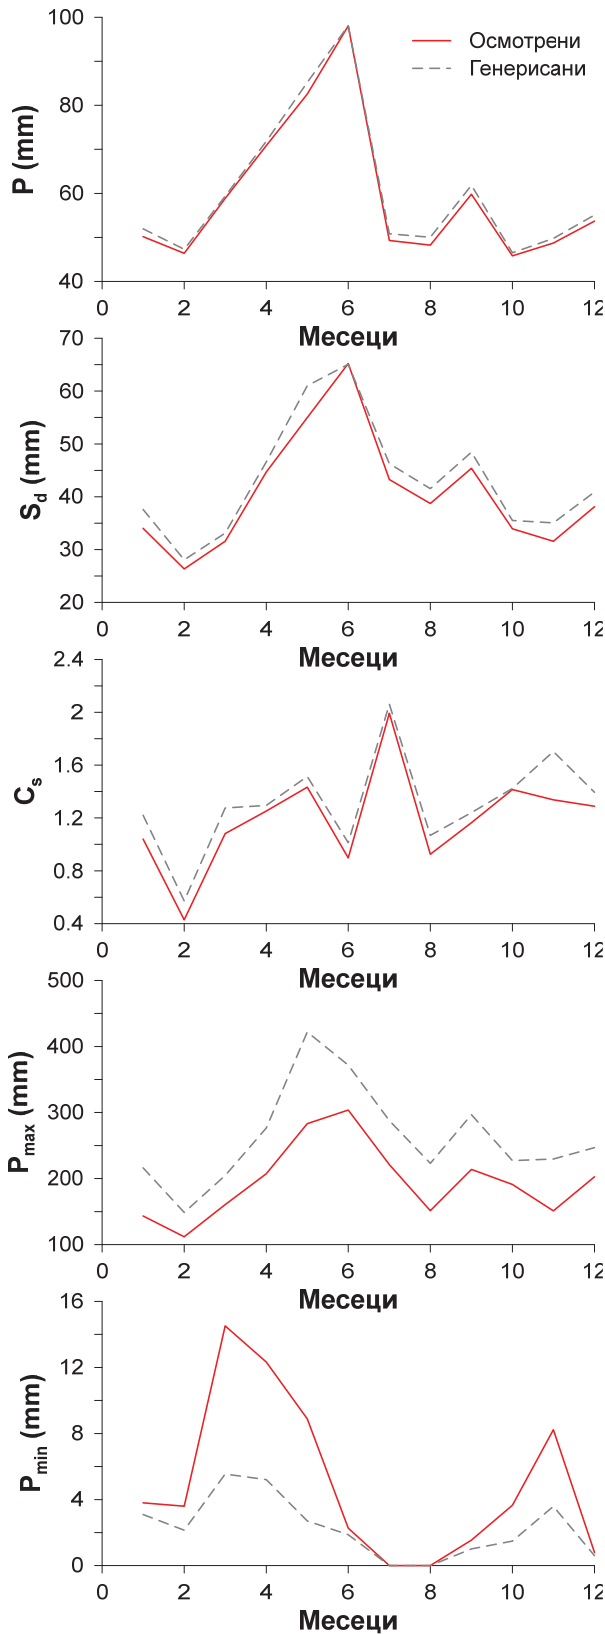 100
Осмотрени
Генерисани
80
P (mm)
60
40
0 2 4 6 8 10 12
Месеци
70
60
50
S_d (mm)
40
30
20
0 2 4 6 8 10 12
Месеци
2.4
2
1.6
C_s
1.2
0.8
0.4
0 2 4 6 8 10 12
Месеци
500
400
P_max (mm)
300
200
100
0 2 4 6 8 10 12
Месеци
16
12
8
P_min (mm)
4
0
0 2 4 6 8 10 12
Месеци